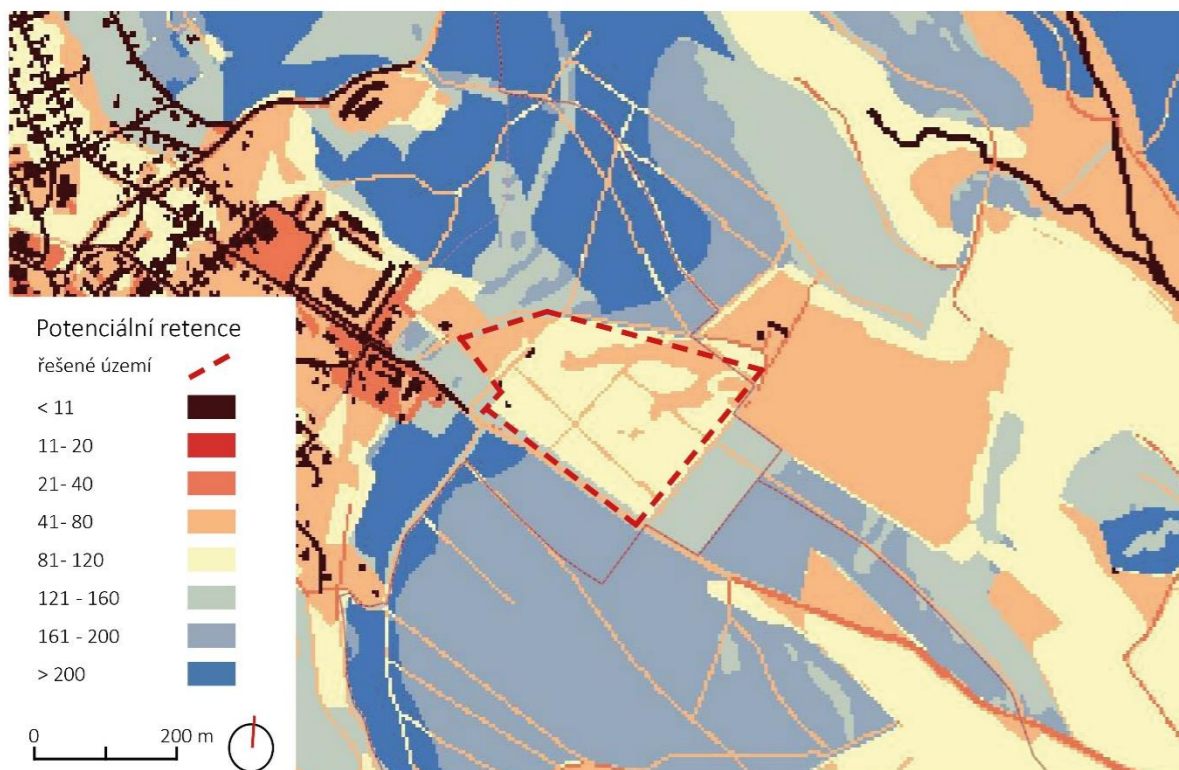 Potenciální retence
řešené území
< 11
11- 20
21- 40
41- 80
81- 120
121 - 160
161 - 200
> 200
0 200 m